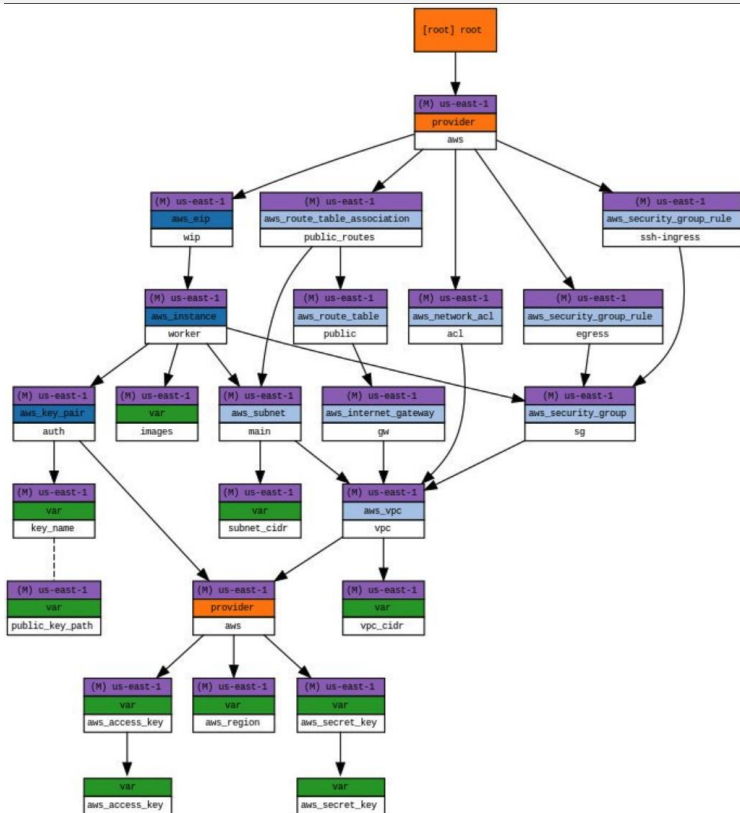 [root] root
(M) us-east-1
provider
aws
(M) us-east-1
aws_eip
wip
(M) us-east-1
aws_route_table_association
public_routes
(M) us-east-1
aws_security_group_rule
ssh-ingress
(M) us-east-1
aws_instance
worker
(M) us-east-1
aws_route_table
public
(M) us-east-1
aws_network_acl
acl
(M) us-east-1
aws_security_group_rule
egress
(M) us-east-1
aws_key_pair
auth
(M) us-east-1
var
images
(M) us-east-1
aws_subnet
main
(M) us-east-1
aws_internet_gateway
gw
(M) us-east-1
aws_security_group
sg
(M) us-east-1
var
key_name
(M) us-east-1
var
subnet_cidr
(M) us-east-1
aws_vpc
vpc
(M) us-east-1
var
public_key_path
(M) us-east-1
provider
aws
(M) us-east-1
var
vpc_cidr
(M) us-east-1
var
aws_access_key
(M) us-east-1
var
aws_region
(M) us-east-1
var
aws_secret_key
var
aws_access_key
var
aws_secret_key